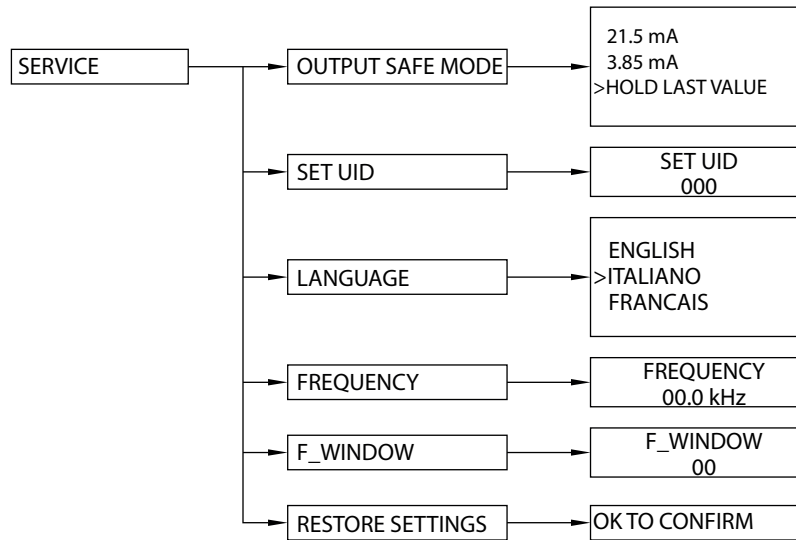 SERVICE
OUTPUT SAFE MODE
21.5 mA
3.85 mA
>HOLD LAST VALUE
SET UID
SET UID
000
LANGUAGE
ENGLISH
>ITALIANO
FRANCAIS
FREQUENCY
FREQUENCY
00.0 kHz
F_WINDOW
F_WINDOW
00
RESTORE SETTINGS
OK TO CONFIRM